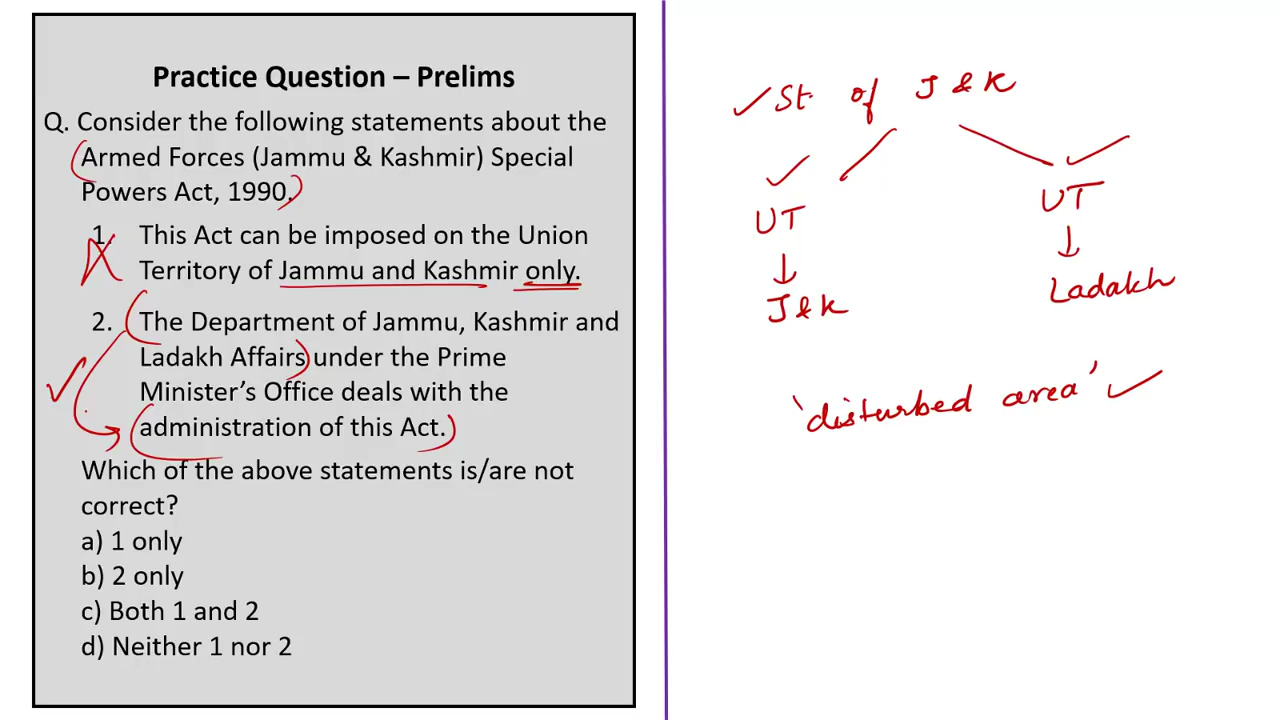 Practice Question – Prelims
Q. Consider the following statements about the
Armed Forces (Jammu & Kashmir) Special
Powers Act, 1990.
1. This Act can be imposed on the Union
Territory of Jammu and Kashmir only.
2. The Department of Jammu, Kashmir and
Ladakh Affairs under the Prime
Minister's Office deals with the
administration of this Act.
Which of the above statements is/are not
correct?
a) 1 only
b) 2 only
c) Both 1 and 2
d) Neither 1 nor 2
St. of J & K
UT
J & K
UT
Ladakh
'disturbed area'